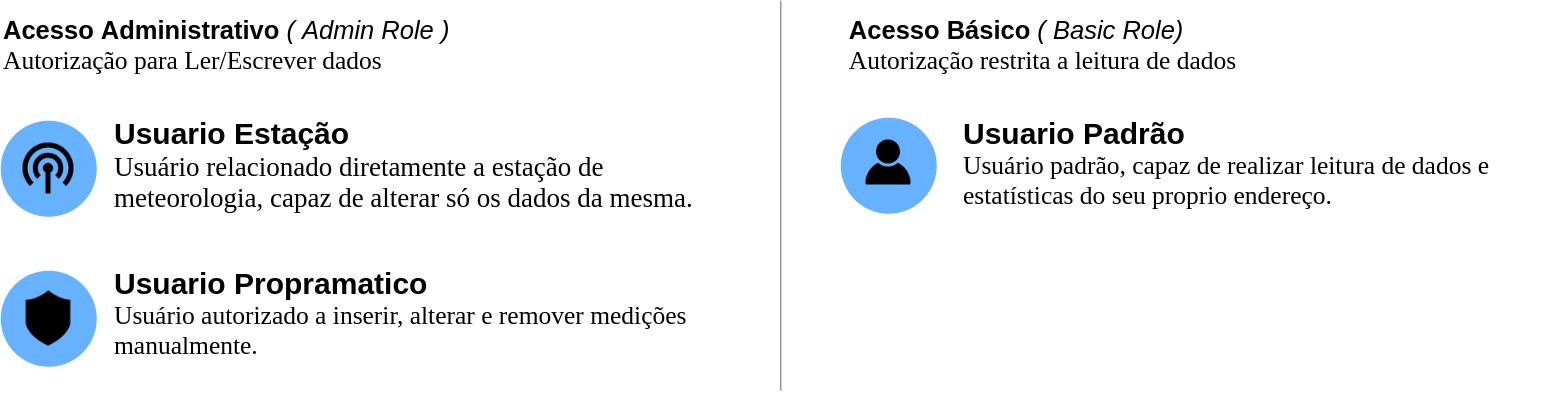 Acesso Administrativo ( Admin Role )
Autorização para Ler/Escrever dados
Usuario Estação
Usuário relacionado diretamente a estação de
meteorologia, capaz de alterar só os dados da mesma.
Usuario Propramatico
Usuário autorizado a inserir, alterar e remover medições
manualmente.
Acesso Básico ( Basic Role)
Autorização restrita a leitura de dados
Usuario Padrão
Usuário padrão, capaz de realizar leitura de dados e
estatísticas do seu proprio endereço.